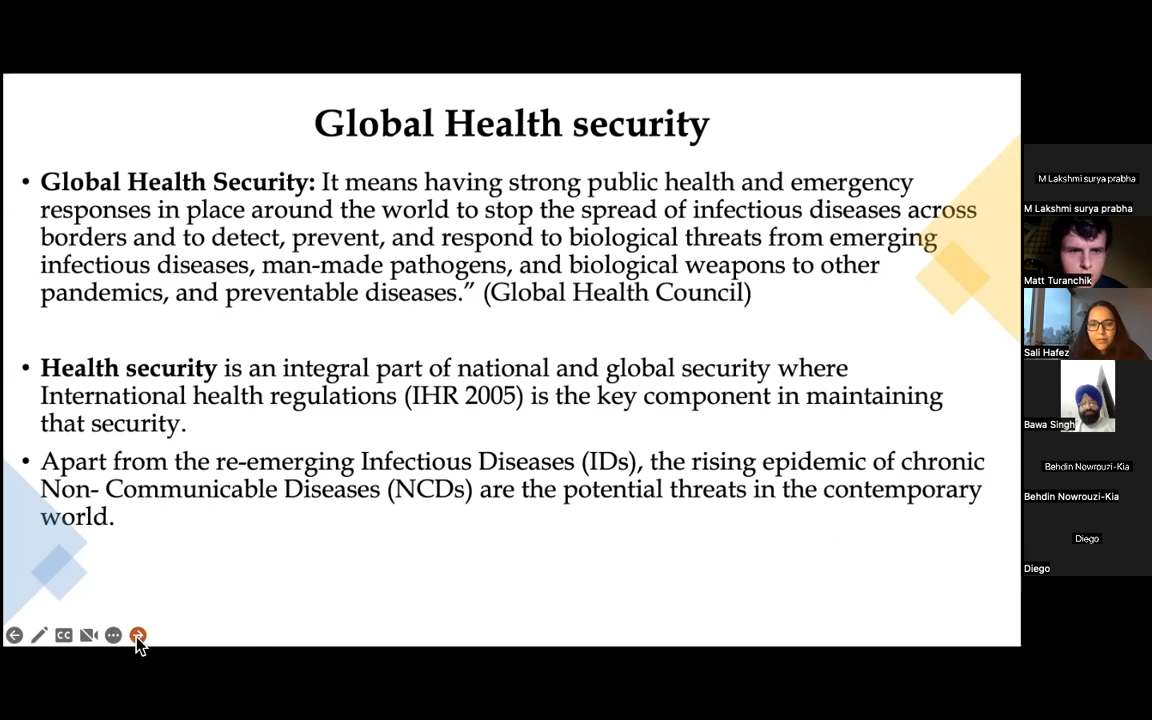 Global Health security
• Global Health Security: It means having strong public health and emergency
responses in place around the world to stop the spread of infectious diseases across
borders and to detect, prevent, and respond to biological threats from emerging
infectious diseases, man-made pathogens, and biological weapons to other
pandemics, and preventable diseases.” (Global Health Council)
• Health security is an integral part of national and global security where
International health regulations (IHR 2005) is the key component in maintaining
that security.
• Apart from the re-emerging Infectious Diseases (IDs), the rising epidemic of chronic
Non- Communicable Diseases (NCDs) are the potential threats in the contemporary
world.
CC
M Lakshmi surya prabha
M Lakshmi surya prabha
Matt Turanchik
Sali Hafez
Bawa Singh
Behdin Nowrouzi-Kia
Behdin Nowrouzi-Kia
Diego
Diego